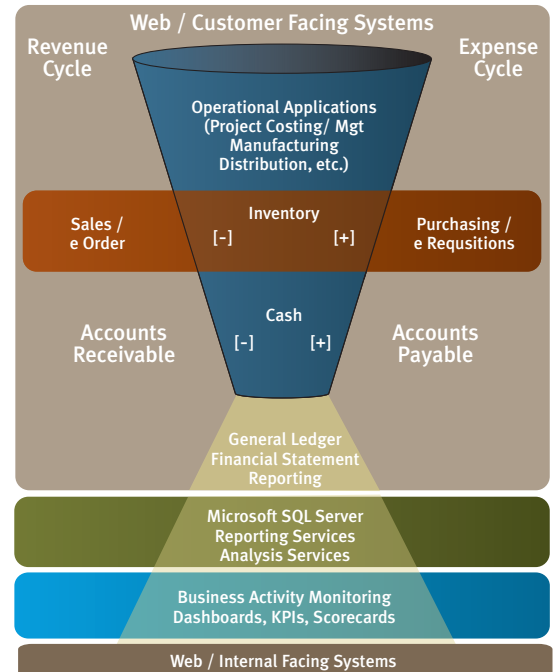 Web / Customer Facing Systems
Revenue
Cycle
Expense
Cycle
Operational Applications
(Project Costing/ Mgt
Manufacturing
Distribution, etc.)
Sales /
e Order
Inventory
[-] [+]
Purchasing /
e Requsitions
Cash
[-] [+]
Accounts
Receivable
Accounts
Payable
General Ledger
Financial Statement
Reporting
Microsoft SQL Server
Reporting Services
Analysis Services
Business Activity Monitoring
Dashboards, KPIs, Scorecards
Web / Internal Facing Systems